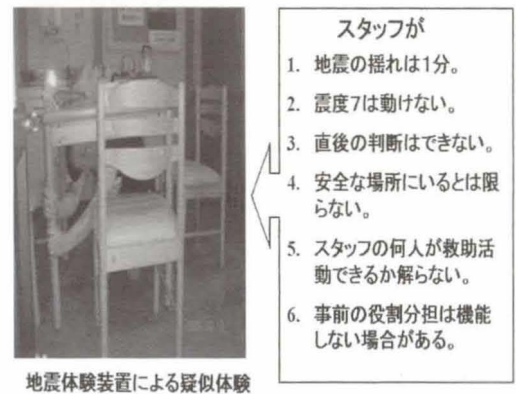 スタッフが
1. 地震の揺れは1分。
2. 震度7は動けない。
3. 直後の判断はできない。
4. 安全な場所にいるとは限
らない。
5. スタッフの何人が救助活
動できるか解らない。
6. 事前の役割分担は機能
しない場合がある。
地震体験装置による疑似体験